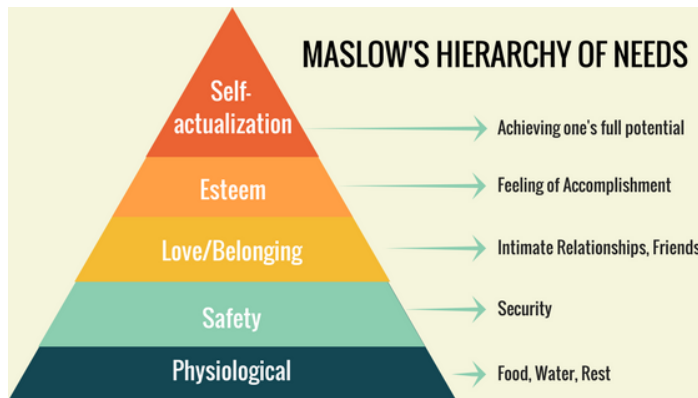 MASLOW'S HIERARCHY OF NEEDS
Self-
actualization
Achieving one's full potential
Esteem
Feeling of Accomplishment
Love/Belonging
Intimate Relationships, Friends
Safety
Security
Physiological
Food, Water, Rest